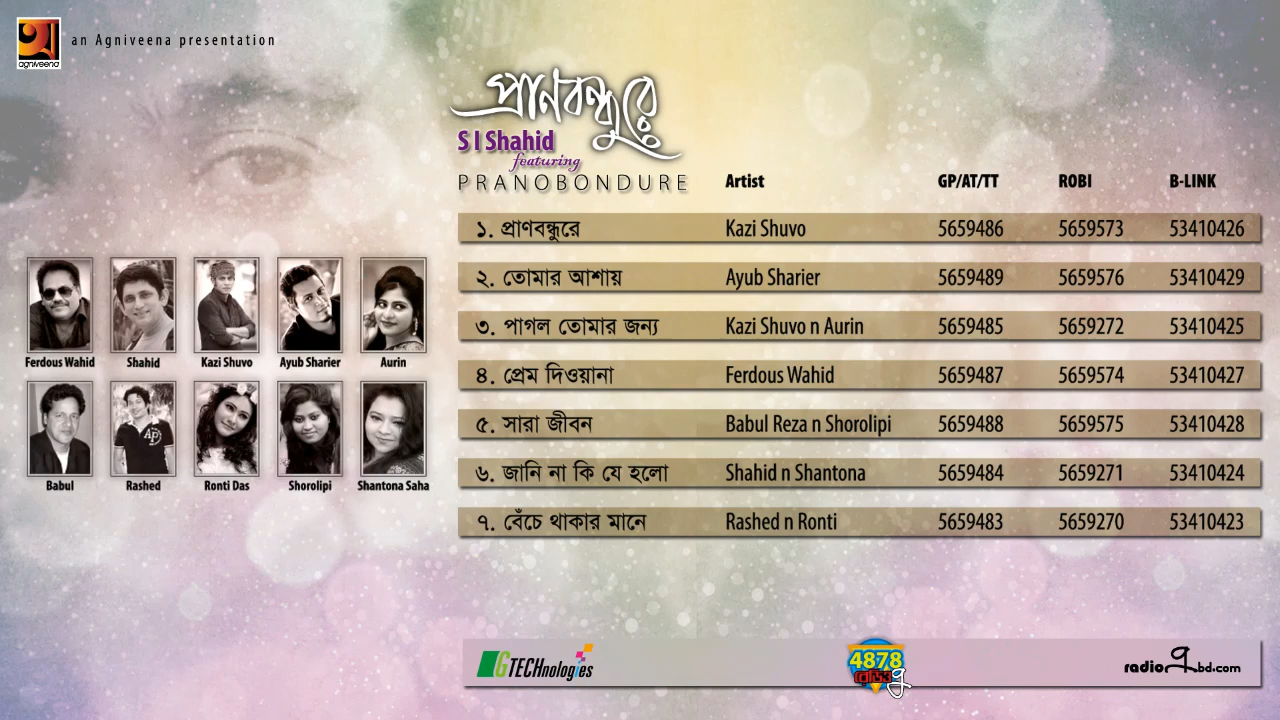 an Agniveena presentation
agniveena
প্রাণবন্ধুরে
S I Shahid
featuring
PRANOBONDURE
Artist GP/AT/TT ROBI B-LINK
১. প্রাণবন্ধুরে Kazi Shuvo 5659486 5659573 53410426
২. তোমার আশায় Ayub Sharier 5659489 5659576 53410429
৩. পাগল তোমার জন্য Kazi Shuvo n Aurin 5659485 5659272 53410425
৪. প্রেম দিওয়ানা Ferdous Wahid 5659487 5659574 53410427
৫. সারা জীবন Babul Reza n Shorolipi 5659488 5659575 53410428
৬. জানি না কি যে হলো Shahid n Shantona 5659484 5659271 53410424
৭. বেঁচে থাকার মানে Rashed n Ronti 5659483 5659270 53410423
Ferdous Wahid Shahid Kazi Shuvo Ayub Sharier Aurin
Babul Rashed Ronti Das Shorolipi Shantona Saha
GTECHnologies
4878
রেডিও g
radio g bd.com